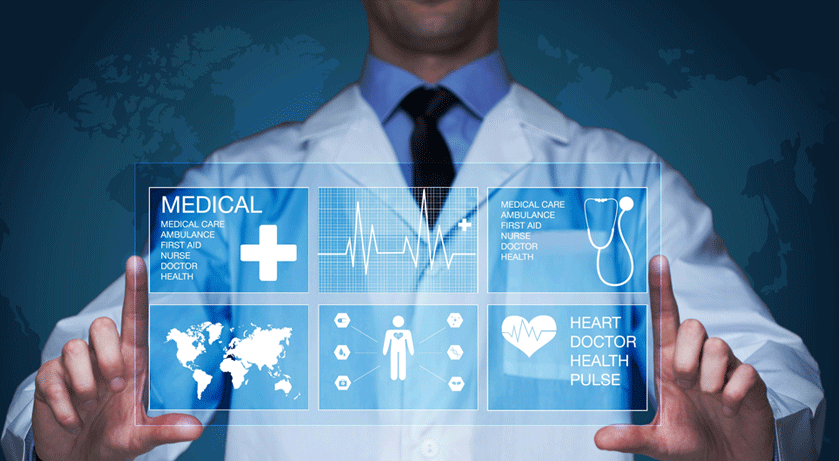 MEDICAL
MEDICAL CARE
AMBULANCE
FIRST AID
NURSE
DOCTOR
HEALTH
MEDICAL CARE
AMBULANCE
FIRST AID
NURSE
DOCTOR
HEALTH
HEART
DOCTOR
HEALTH
PULSE